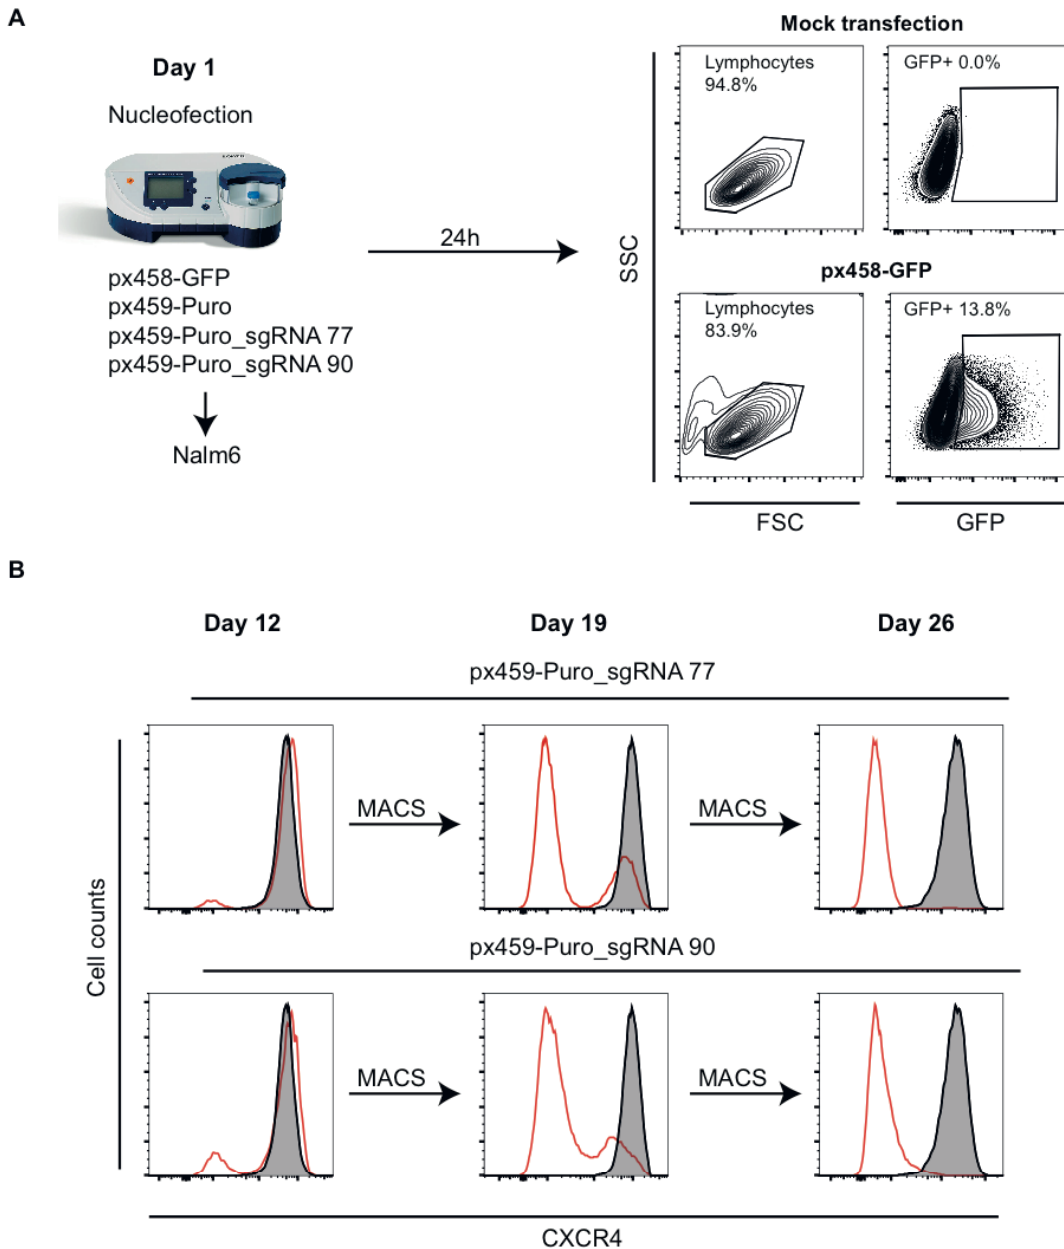 A
Day 1
Nucleofection
px458-GFP
px459-Puro
px459-Puro_sgRNA 77
px459-Puro_sgRNA 90
Nalm6
24h
Mock transfection
Lymphocytes
94.8%
GFP+ 0.0%
px458-GFP
Lymphocytes
83.9%
GFP+ 13.8%
SSC
FSC
GFP
B
Day 12
Day 19
Day 26
px459-Puro_sgRNA 77
MACS
MACS
px459-Puro_sgRNA 90
MACS
MACS
Cell counts
CXCR4